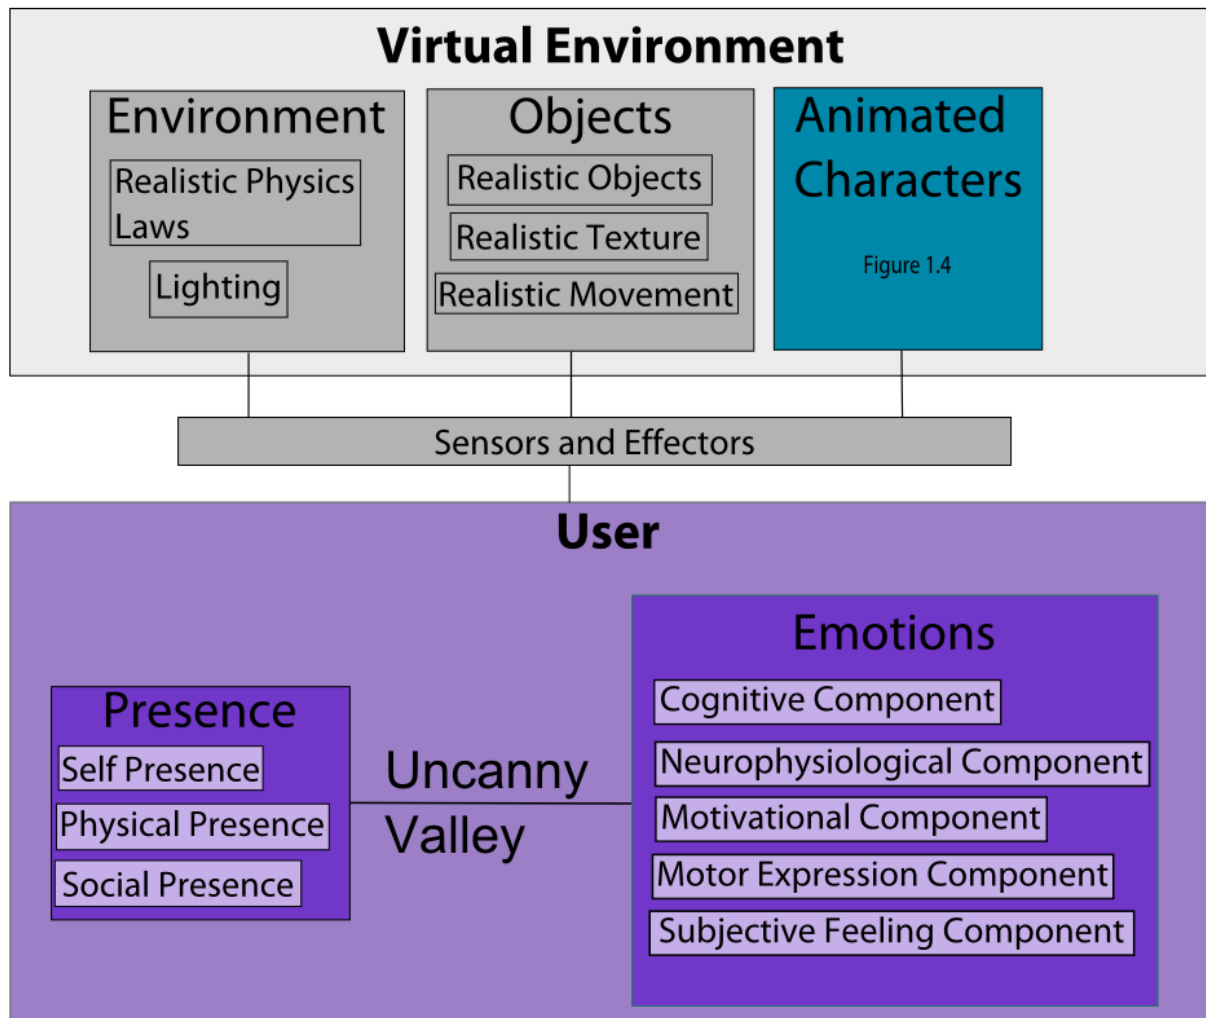 Virtual Environment
Environment
Realistic Physics
Laws
Lighting
Objects
Realistic Objects
Realistic Texture
Realistic Movement
Animated
Characters
Figure 1.4
Sensors and Effectors
User
Presence
Self Presence
Physical Presence
Social Presence
Uncanny
Valley
Emotions
Cognitive Component
Neurophysiological Component
Motivational Component
Motor Expression Component
Subjective Feeling Component